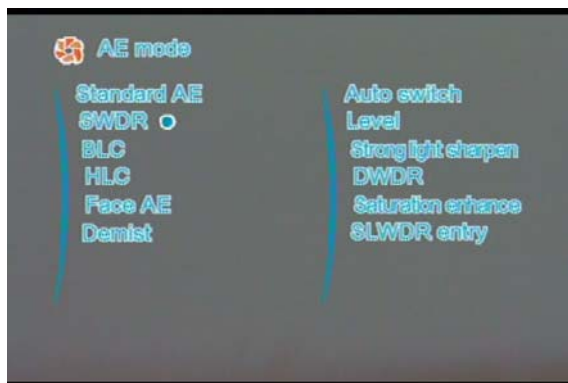 AE mode
Standard AE
SWDR
BLC
HLC
Face AE
Demist
Auto switch
Level
Strong light sharpen
DWDR
Saturation enhance
SLWDR entry